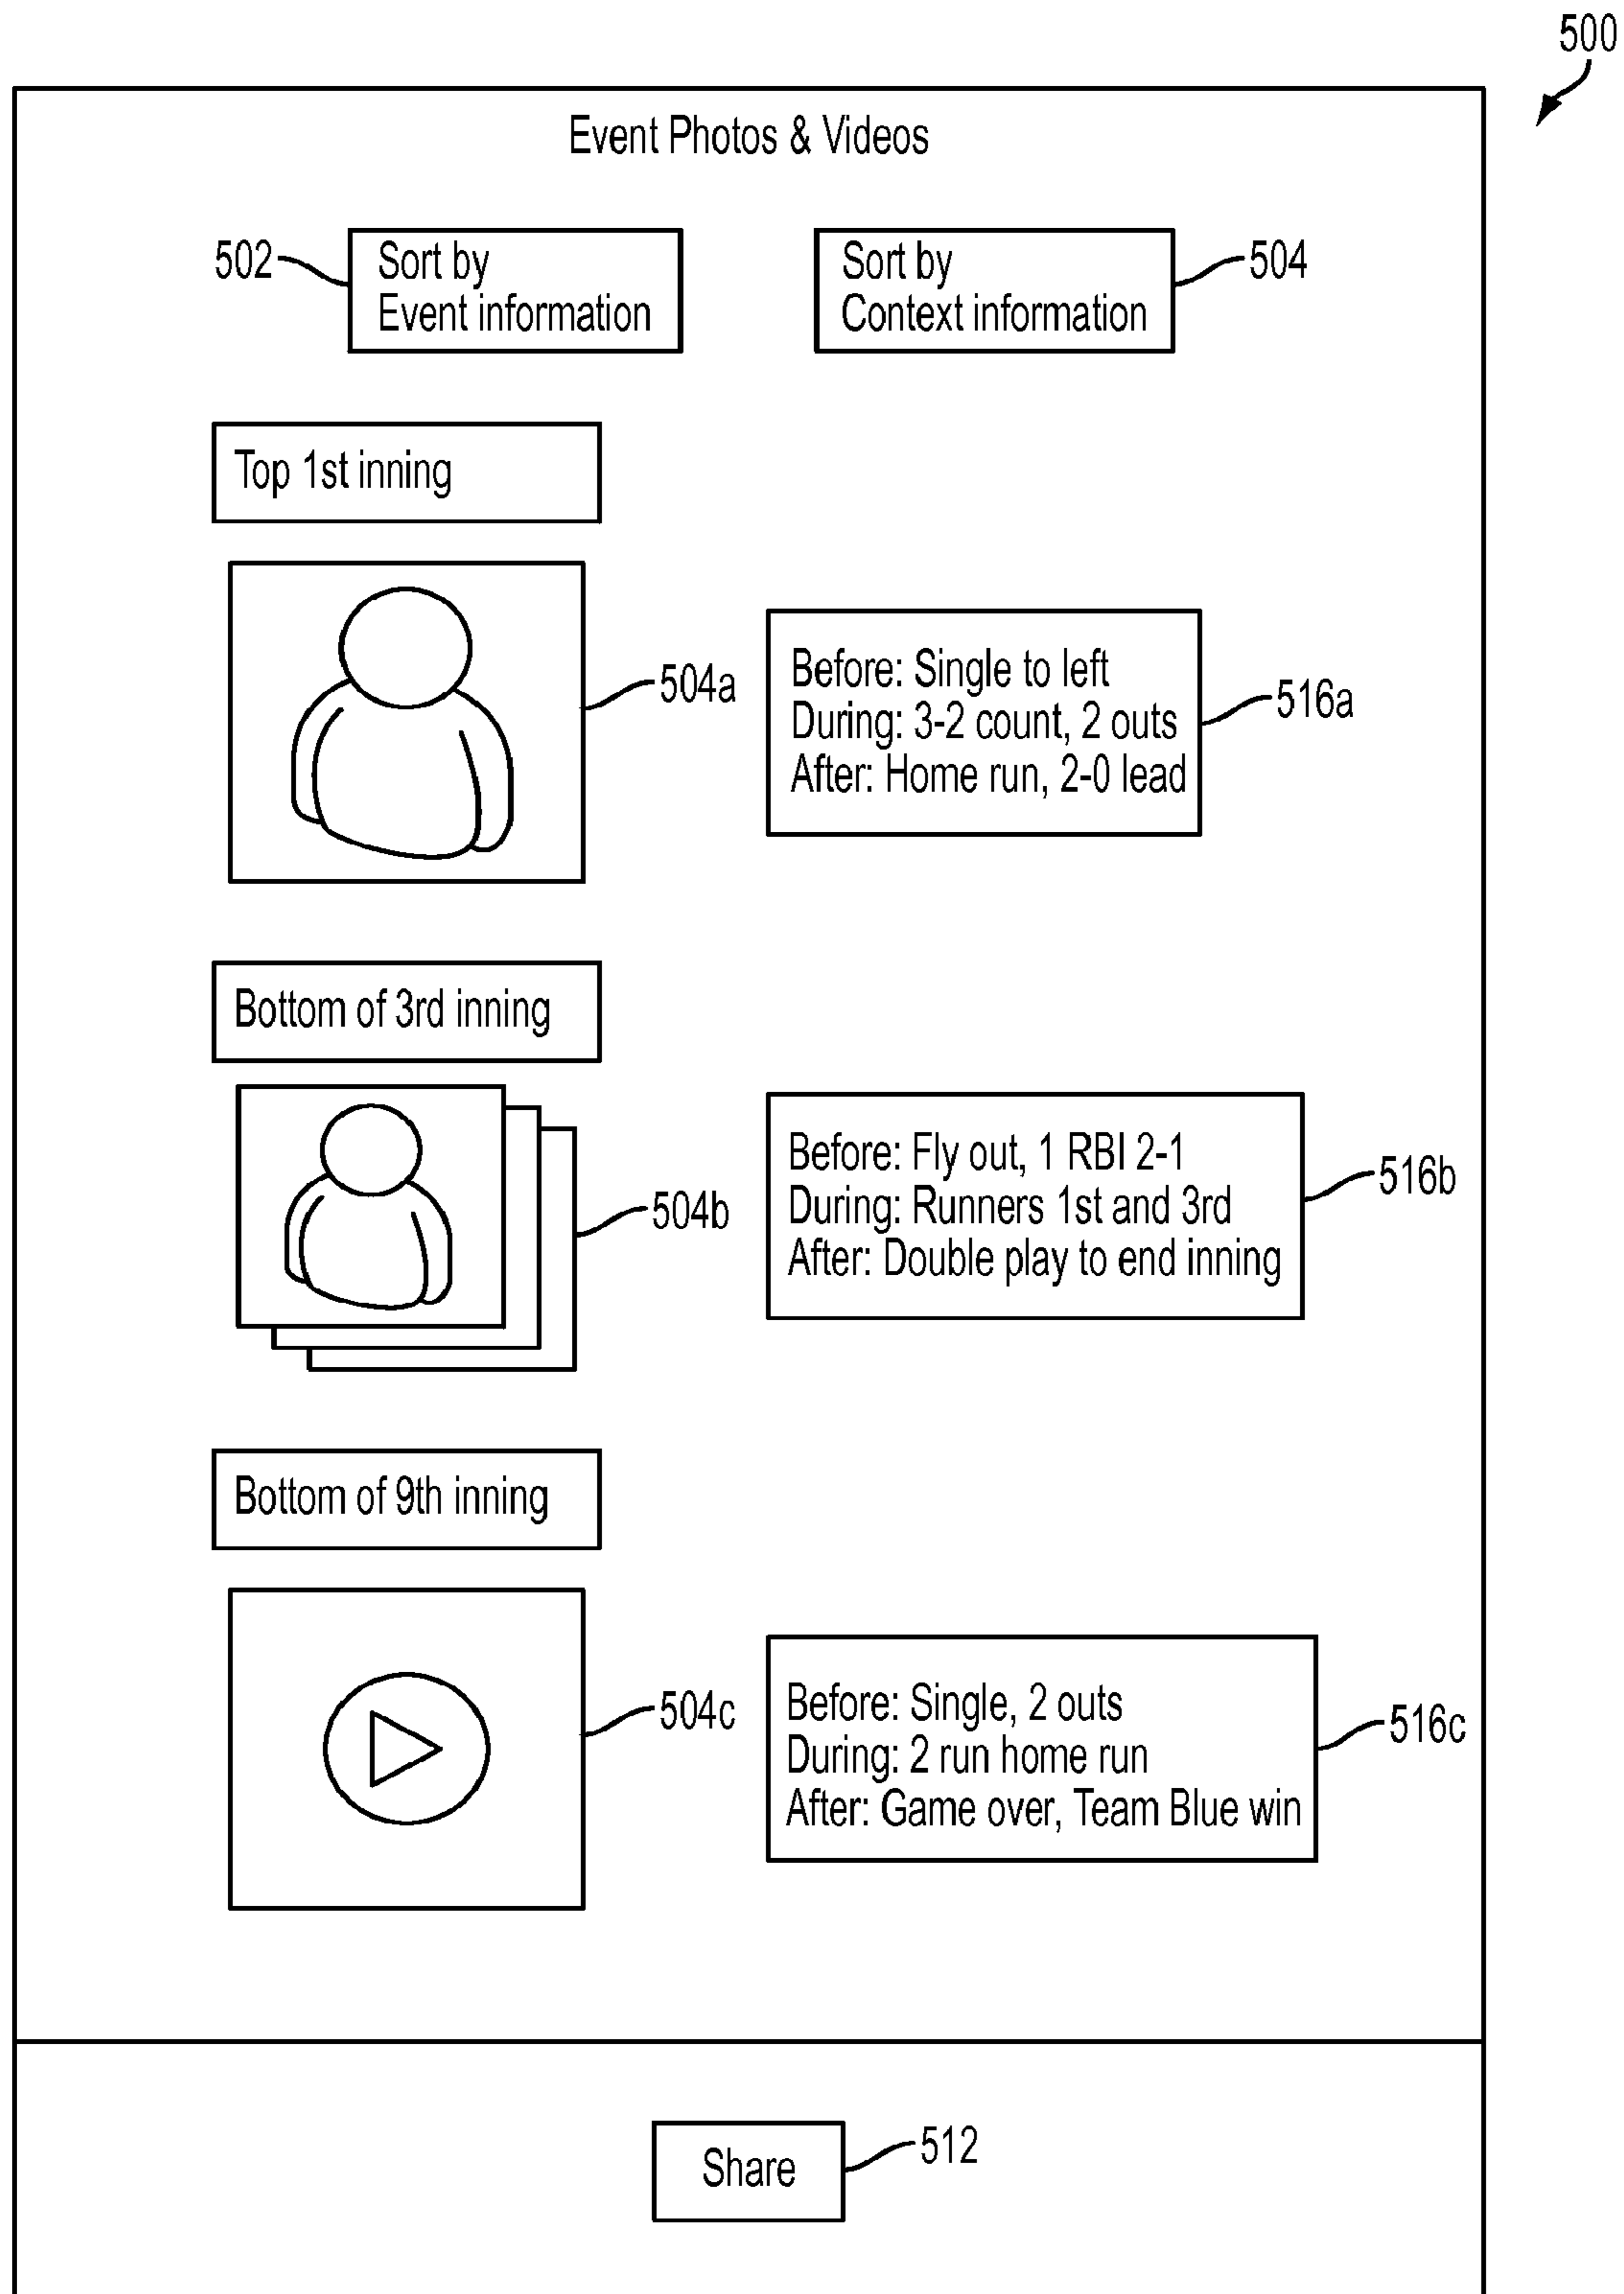 500
Event Photos & Videos
502
Sort by
Event information
Sort by
Context information
504
Top 1st inning
504a
Before: Single to left
During: 3-2 count, 2 outs
After: Home run, 2-0 lead
516a
Bottom of 3rd inning
504b
Before: Fly out, 1 RBI 2-1
During: Runners 1st and 3rd
After: Double play to end inning
516b
Bottom of 9th inning
504c
Before: Single, 2 outs
During: 2 run home run
After: Game over, Team Blue win
516c
Share
512